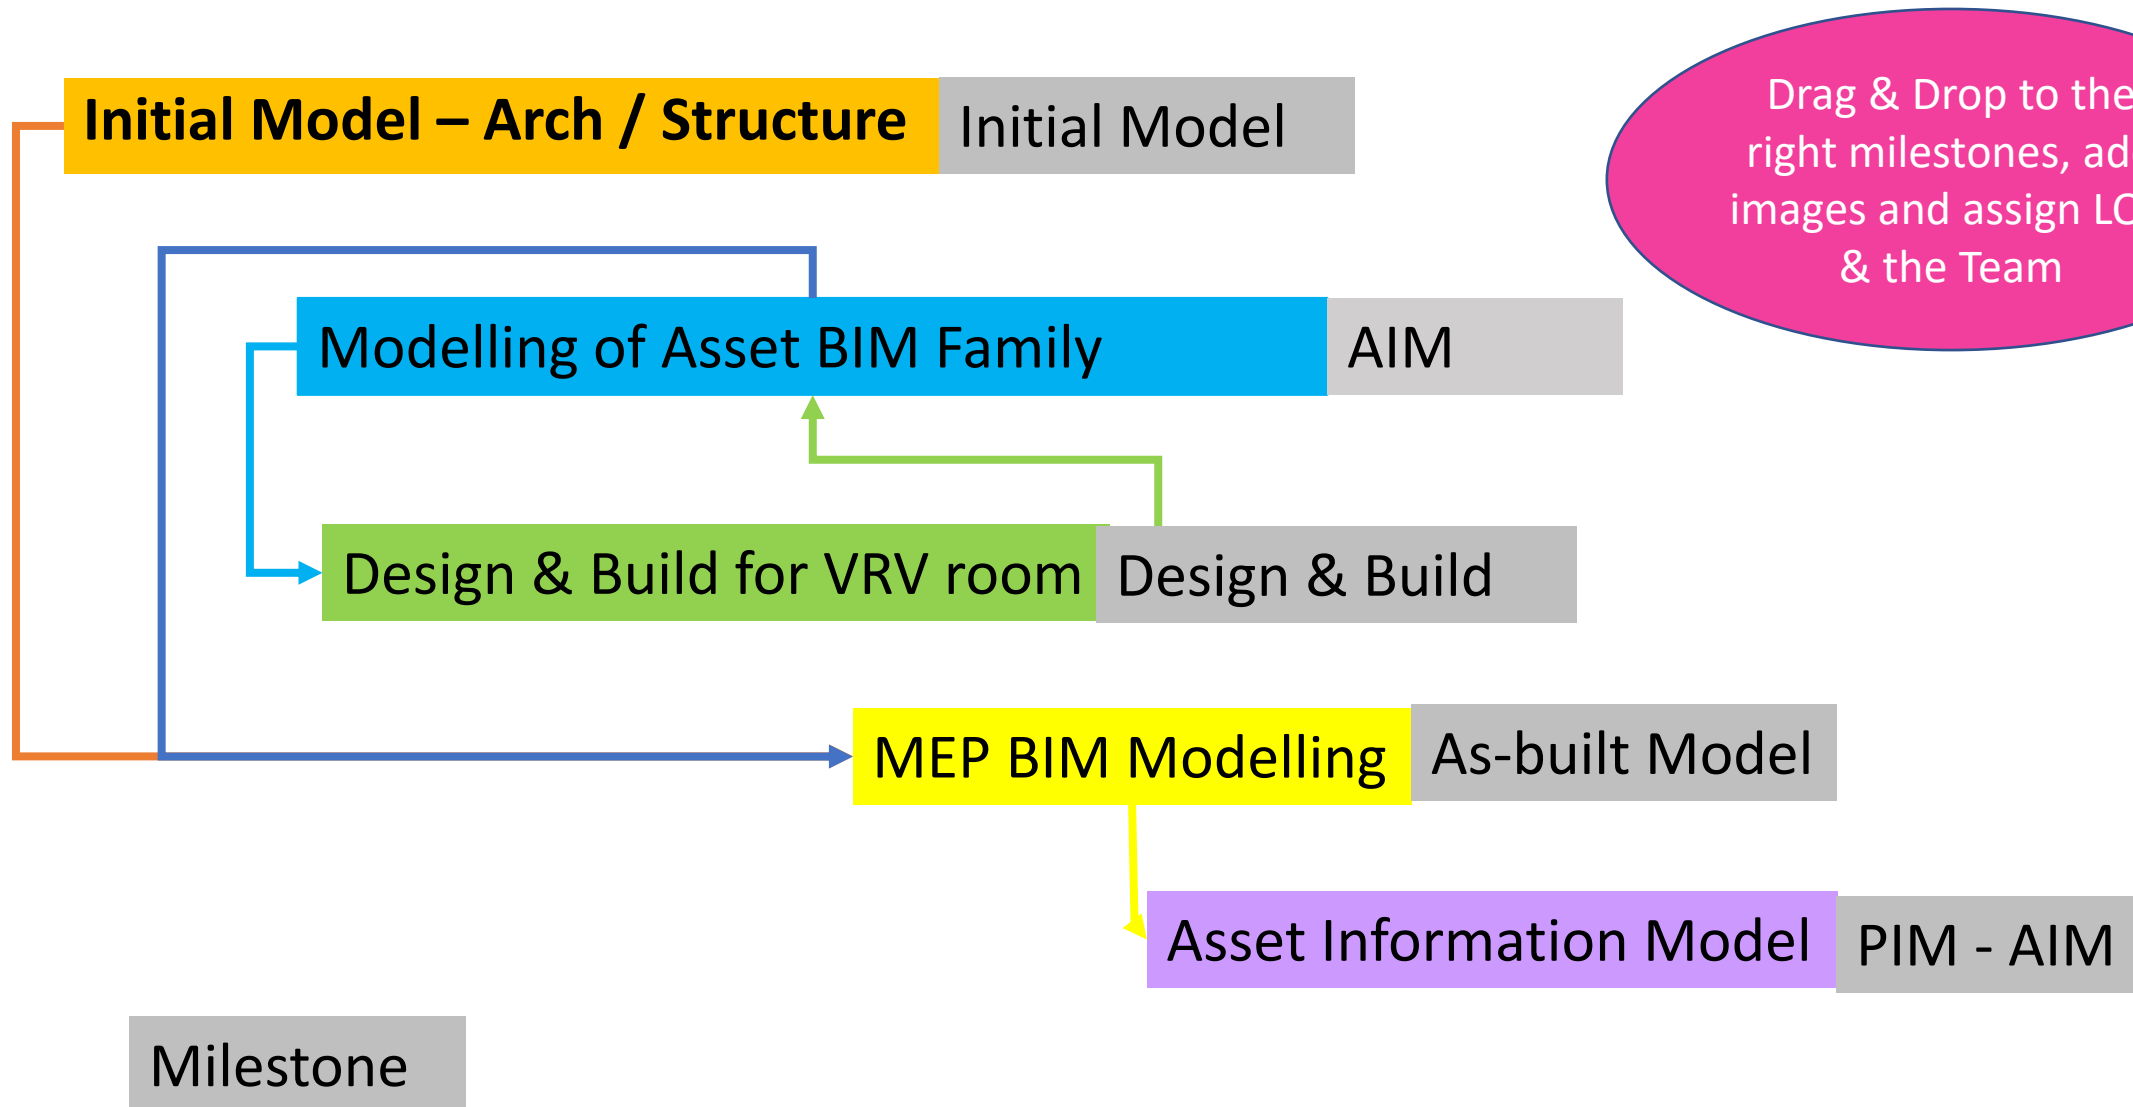 Initial Model – Arch / Structure
Initial Model
Drag & Drop to the
right milestones,
images and assign
& the Team
Modelling of Asset BIM Family
AIM
Design & Build for VRV room
Design & Build
MEP BIM Modelling
As-built Model
Asset Information Model
PIM - AIM
Milestone